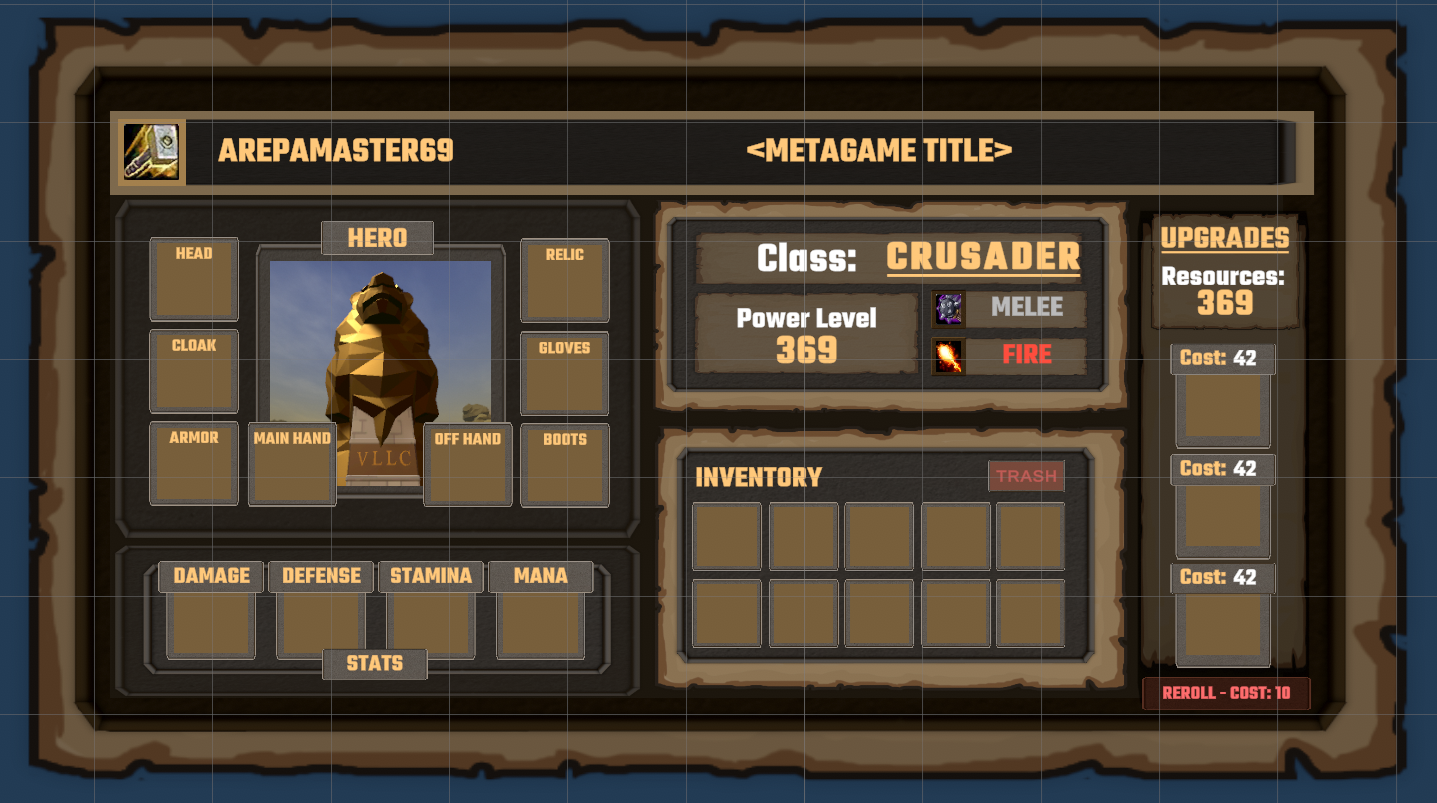 AREPAMASTER69
<METAGAME TITLE>
HERO
HEAD
RELIC
CLOAK
GLOVES
ARMOR
MAIN HAND
OFF HAND
BOOTS
VLLC
DAMAGE
DEFENSE
STAMINA
MANA
STATS
Class: CRUSADER
Power Level
369
MELEE
FIRE
INVENTORY
TRASH
UPGRADES
Resources:
369
Cost: 42
Cost: 42
Cost: 42
REROLL - COST: 10